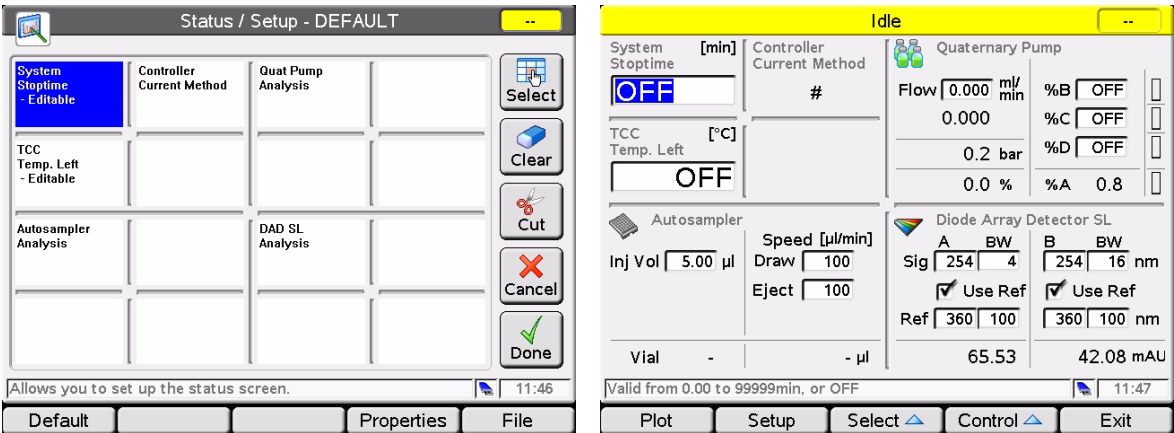 Status / Setup - DEFAULT
--
System
Stoptime
- Editable
Controller
Current Method
Quat Pump
Analysis
Select
TCC
Temp. Left
- Editable
Clear
Autosampler
Analysis
DAD SL
Analysis
Cut
Cancel
Done
Allows you to set up the status screen.
11:46
Default
Properties
File
Idle
--
System [min]
Stoptime
OFF
Controller
Current Method
#
TCC [°C]
Temp. Left
OFF
Quaternary Pump
Flow 0.000 ml/min
%B OFF
0.000
%C OFF
0.2 bar
%D OFF
0.0 %
%A 0.8
Autosampler
Speed [µl/min]
Inj Vol 5.00 µl
Draw 100
Eject 100
Vial -
- µl
Diode Array Detector SL
A BW B BW
Sig 254 4 254 16 nm
Use Ref Use Ref
Ref 360 100 360 100 nm
65.53 42.08 mAU
Valid from 0.00 to 99999min, or OFF
11:47
Plot
Setup
Select
Control
Exit